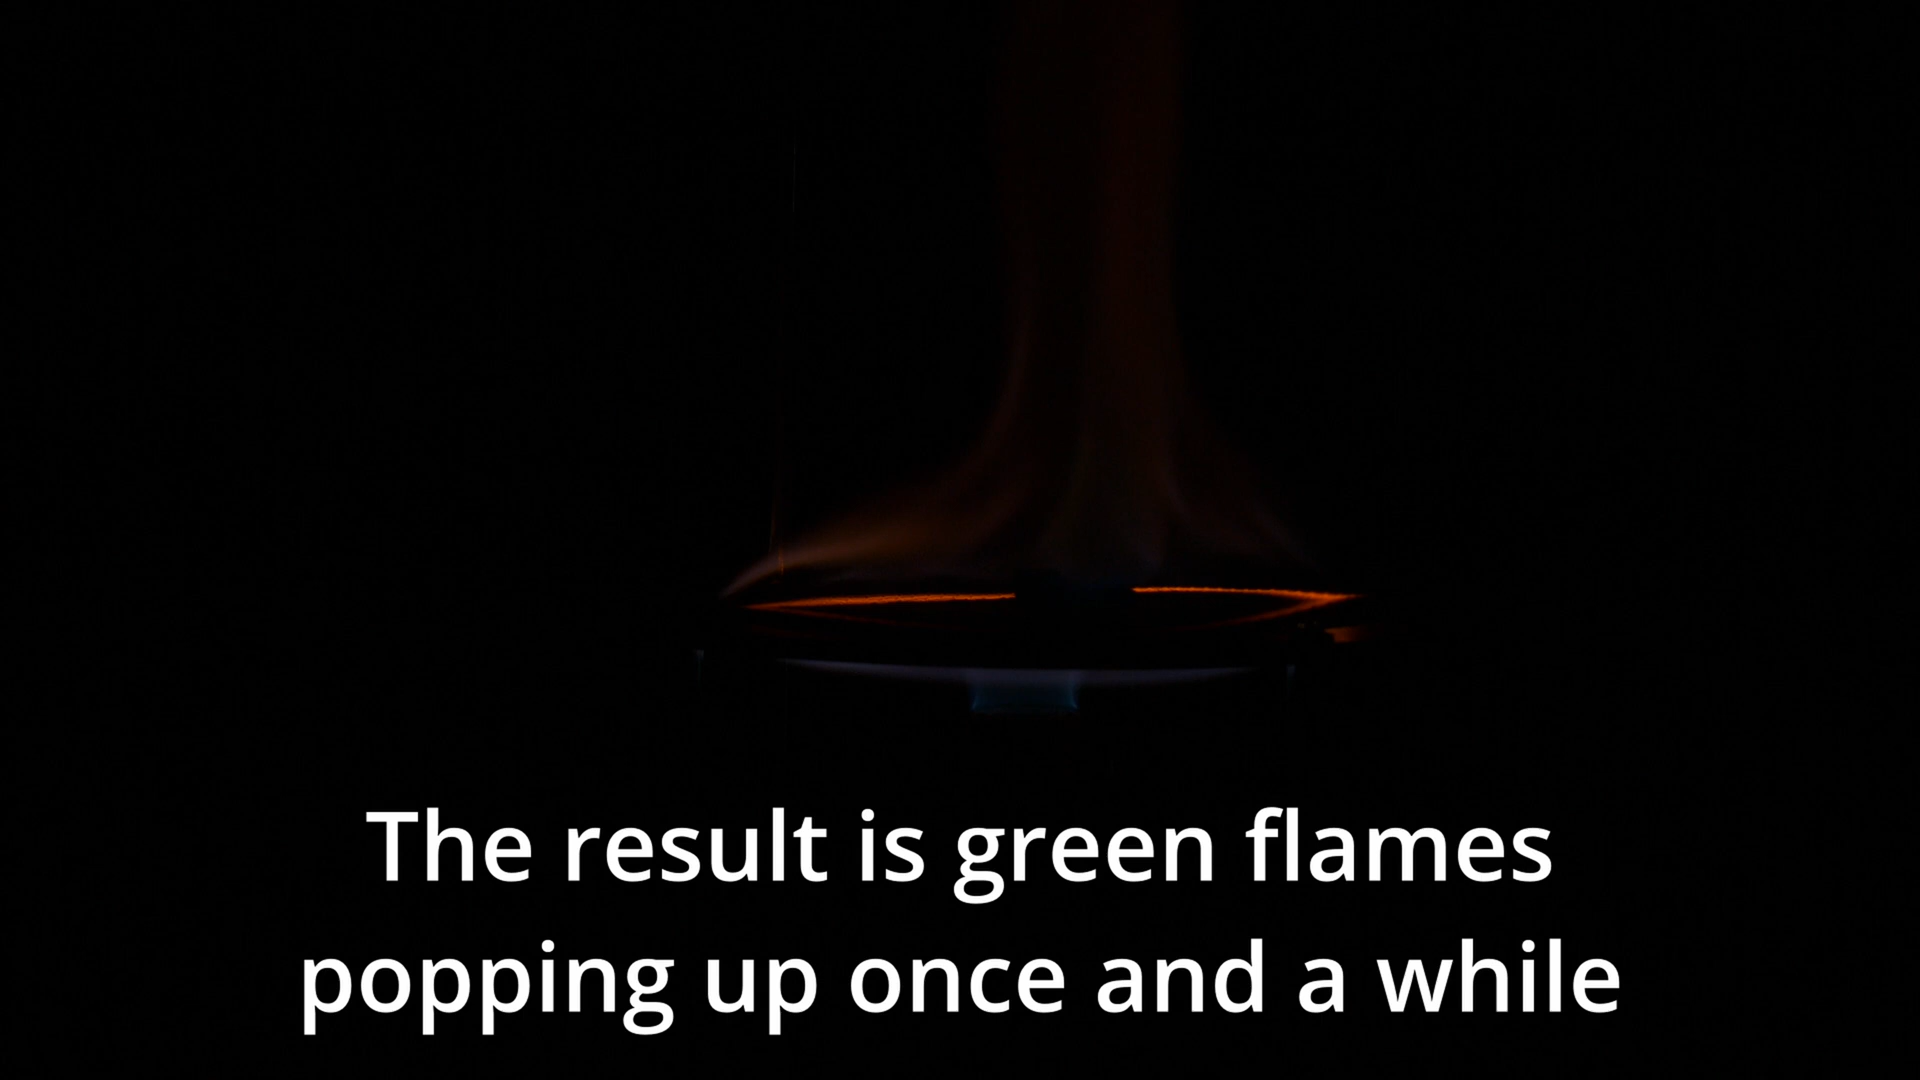 The result is green flames
popping up once and a while